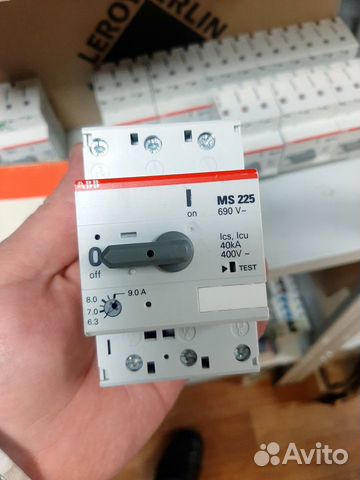 LEROY MERLIN
ABB
MS 225
690 V~
on
Ics, Icu
40kA
400V ~
TEST
off
9.0 A
8.0
7.0
6.3
Avito